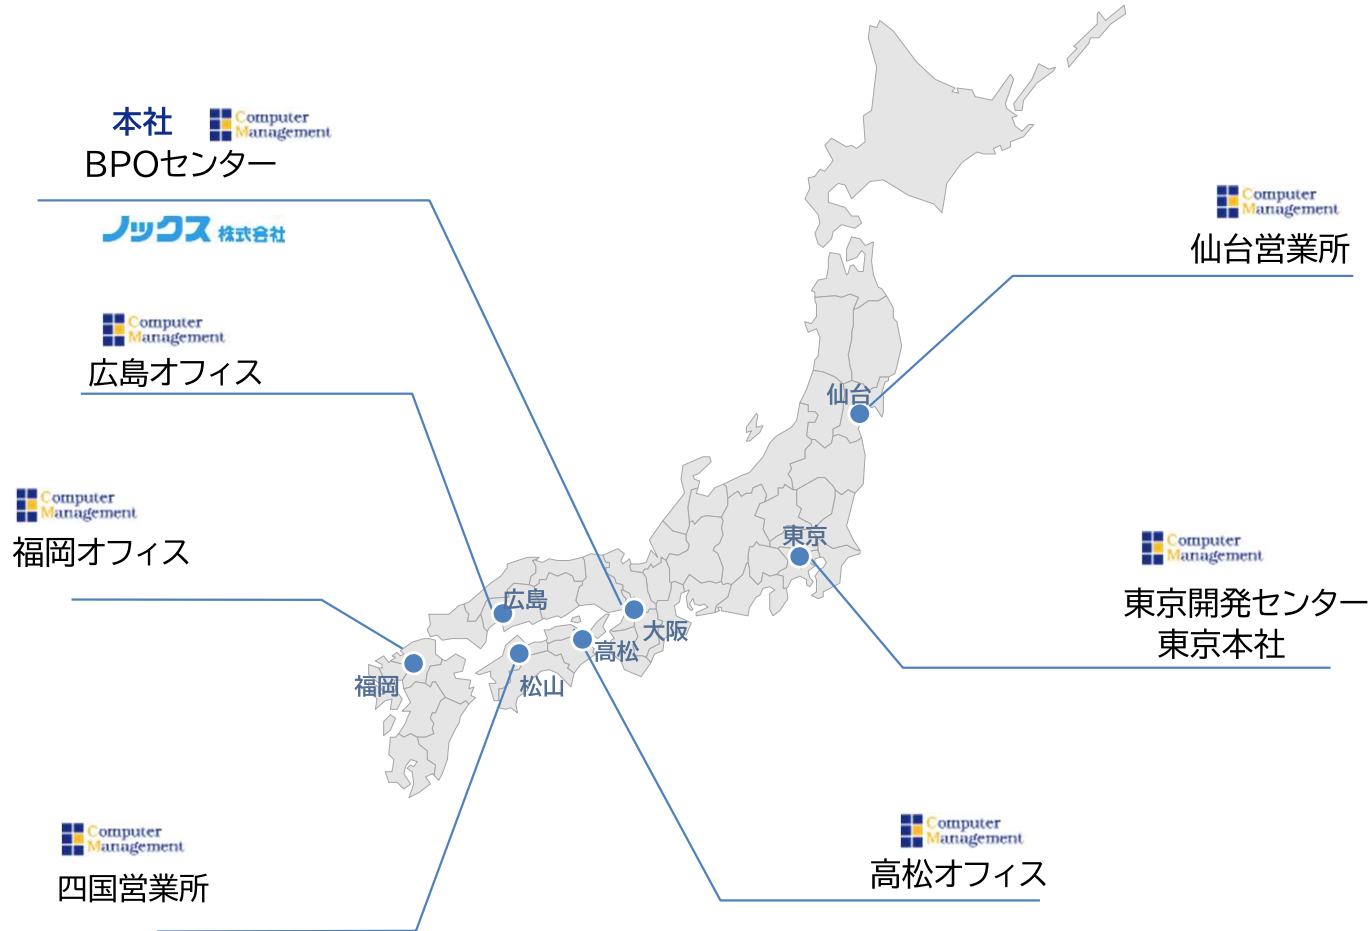 本社
Computer
Management
BPOセンター
ノックス 株式会社
Computer
Management
広島オフィス
Computer
Management
福岡オフィス
Computer
Management
四国営業所
Computer
Management
仙台営業所
仙台
東京
Computer
Management
東京開発センター
東京本社
広島
大阪
高松
松山
福岡
Computer
Management
高松オフィス